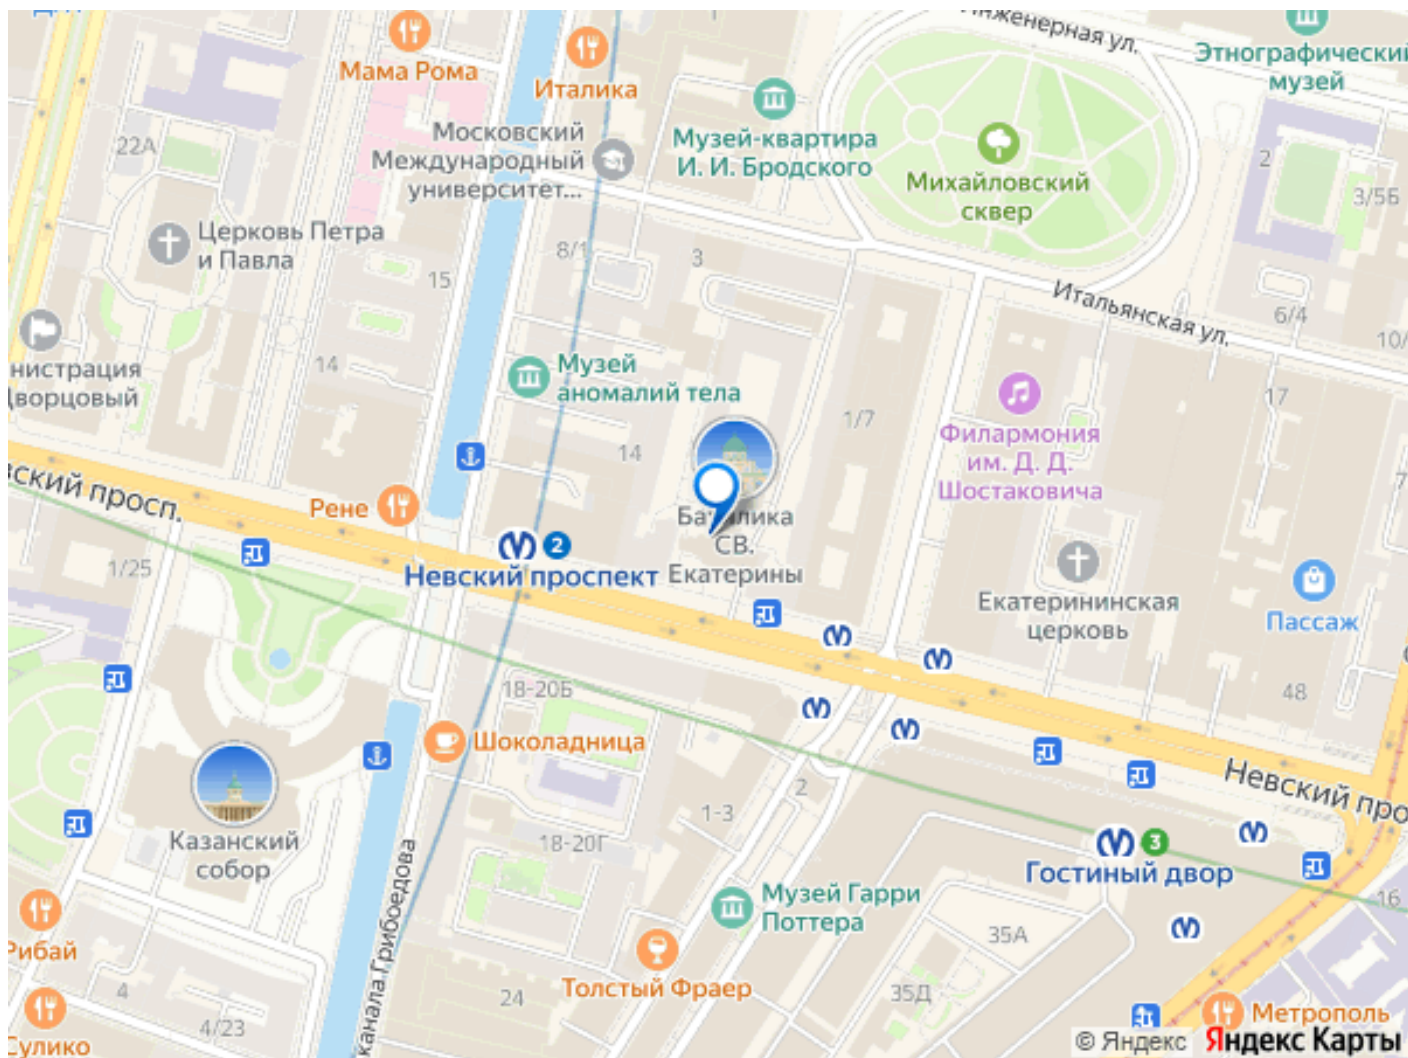 Инженерная ул.
Этнографический
музей
Мама Рома
Италика
Московский
Международный
университет...
Музей-квартира
И. И. Бродского
Михайловский
сквер
22А
2
3/5Б
Церковь Петра
и Павла
8/1
3
15
Итальянская ул.
6/4
10/
нистрация
Дворцовый
14
Музей
аномалий тела
17
1/7
Филармония
им. Д. Д.
Шостаковича
14
вский просп.
Рене
Базилика
св.
Екатерины
2
Невский проспект
1/25
Екатерининская
церковь
Пассаж
18-20Б
48
Шоколадница
Невский про
2
1-3
Казанский
собор
18-20Г
3
Гостиный двор
канала Грибоедова
Музей Гарри
Поттера
16
35А
Рибай
Толстый Фраер
4
24
35Д
4/23
Сулико
Метрополь
© Яндекс Яндекс Карты